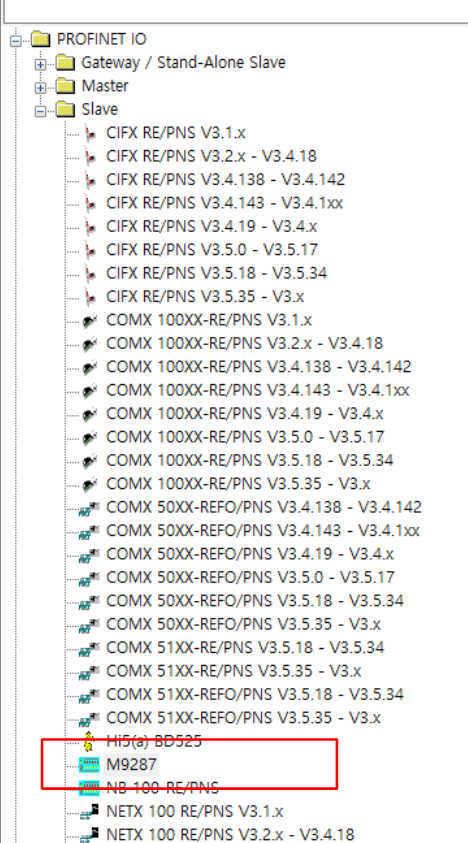 PROFINET IO
Gateway / Stand-Alone Slave
Master
Slave
CIFX RE/PNS V3.1.x
CIFX RE/PNS V3.2.x - V3.4.18
CIFX RE/PNS V3.4.138 - V3.4.142
CIFX RE/PNS V3.4.143 - V3.4.1xx
CIFX RE/PNS V3.4.19 - V3.4.x
CIFX RE/PNS V3.5.0 - V3.5.17
CIFX RE/PNS V3.5.18 - V3.5.34
CIFX RE/PNS V3.5.35 - V3.x
COMX 100XX-RE/PNS V3.1.x
COMX 100XX-RE/PNS V3.2.x - V3.4.18
COMX 100XX-RE/PNS V3.4.138 - V3.4.142
COMX 100XX-RE/PNS V3.4.143 - V3.4.1xx
COMX 100XX-RE/PNS V3.4.19 - V3.4.x
COMX 100XX-RE/PNS V3.5.0 - V3.5.17
COMX 100XX-RE/PNS V3.5.18 - V3.5.34
COMX 100XX-RE/PNS V3.5.35 - V3.x
COMX 50XX-REFO/PNS V3.4.138 - V3.4.142
COMX 50XX-REFO/PNS V3.4.143 - V3.4.1xx
COMX 50XX-REFO/PNS V3.4.19 - V3.4.x
COMX 50XX-REFO/PNS V3.5.0 - V3.5.17
COMX 50XX-REFO/PNS V3.5.18 - V3.5.34
COMX 50XX-REFO/PNS V3.5.35 - V3.x
COMX 51XX-RE/PNS V3.5.18 - V3.5.34
COMX 51XX-RE/PNS V3.5.35 - V3.x
COMX 51XX-REFO/PNS V3.5.18 - V3.5.34
COMX 51XX-REFO/PNS V3.5.35 - V3.x
Hi5(a) BD525
M9287
NB 100 RE/PNS
NETX 100 RE/PNS V3.1.x
NETX 100 RE/PNS V3.2.x - V3.4.18